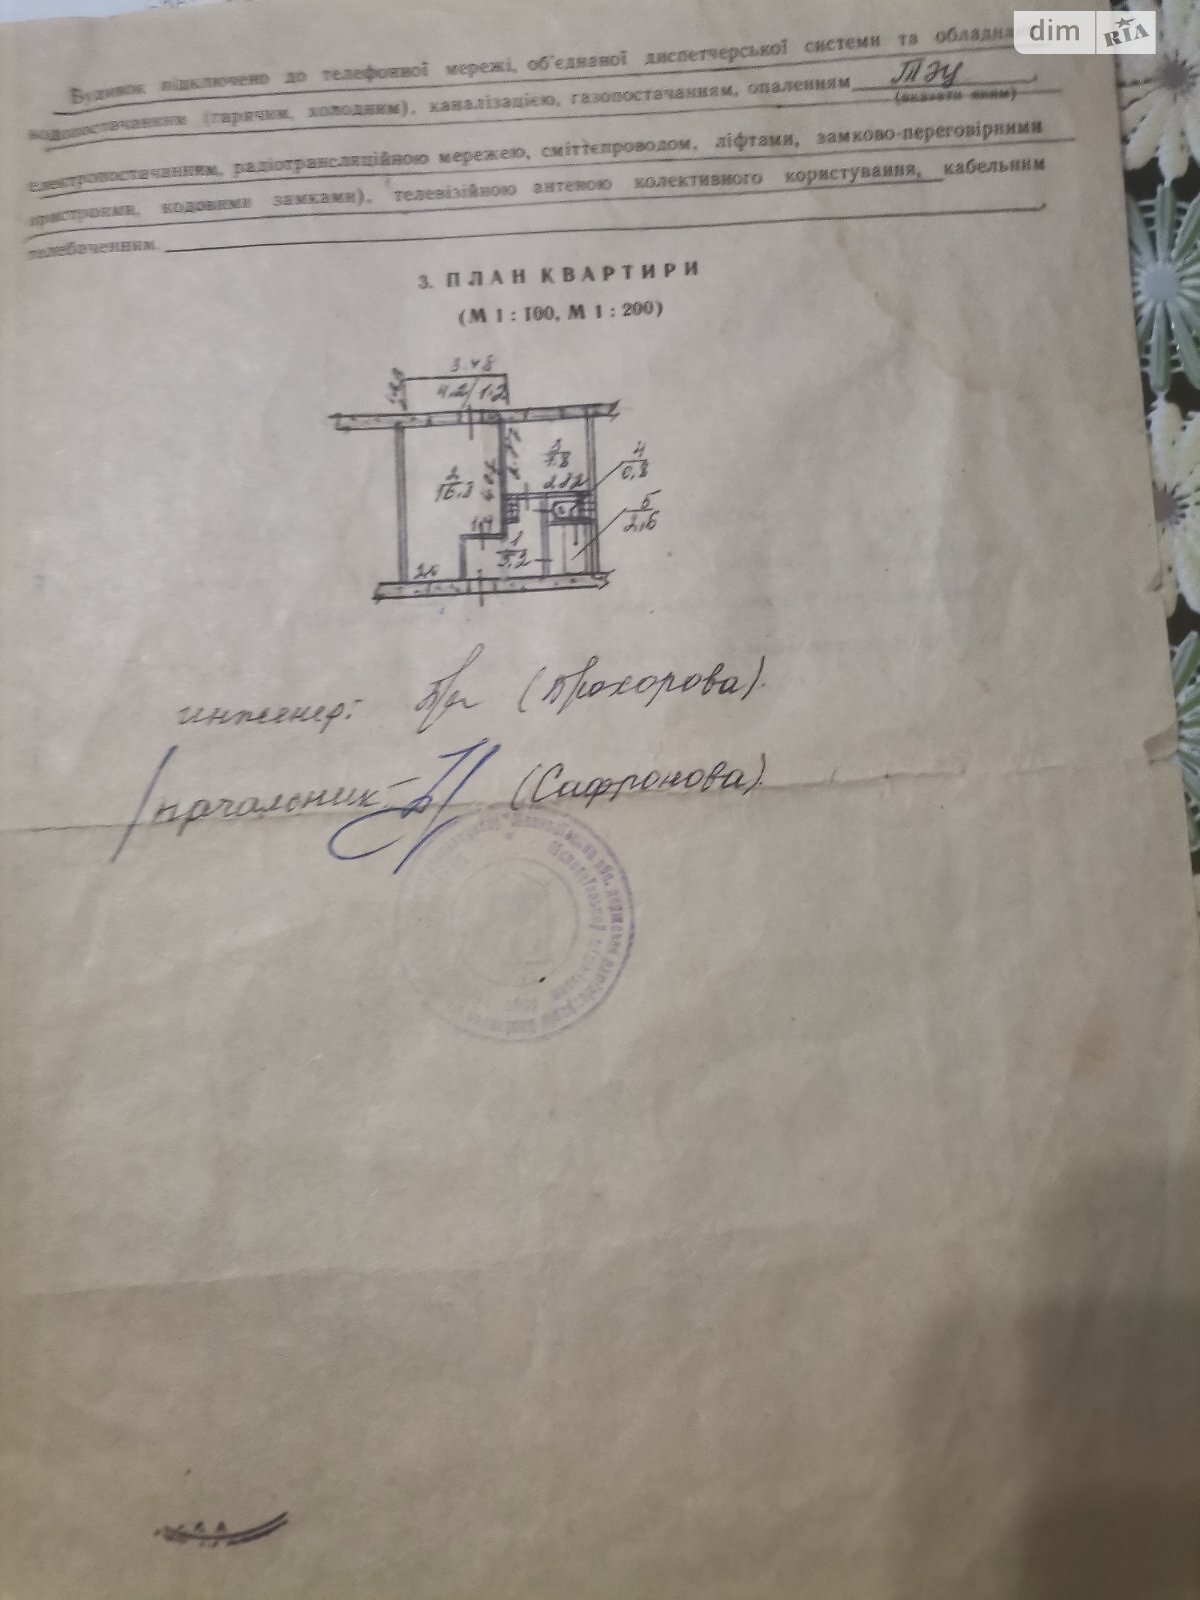 dim RIA
Будинок підключено до телефонної мережі, об'єднаної диспетчерської системи та обладнано
водопостачанням (гарячим, холодним), каналізацією, газопостачанням, опаленням ТЭЦ
(вказати яким)
електропостачанням, радіотрансляційною мережею, сміттєпроводом, ліфтами, замково-переговірними
пристроями, кодовими замками), телевізійною антеною колективного користування, кабельним
телебаченням.
3. ПЛАН КВАРТИРИ
(М 1 : 100, М 1 : 200)
3.48
4.2/1.2
2
16.3
3
7.8
4
0,8
2.32
5
2,6
1
5.2
инженер: (Прохорова).
начальник: (Сафронова).